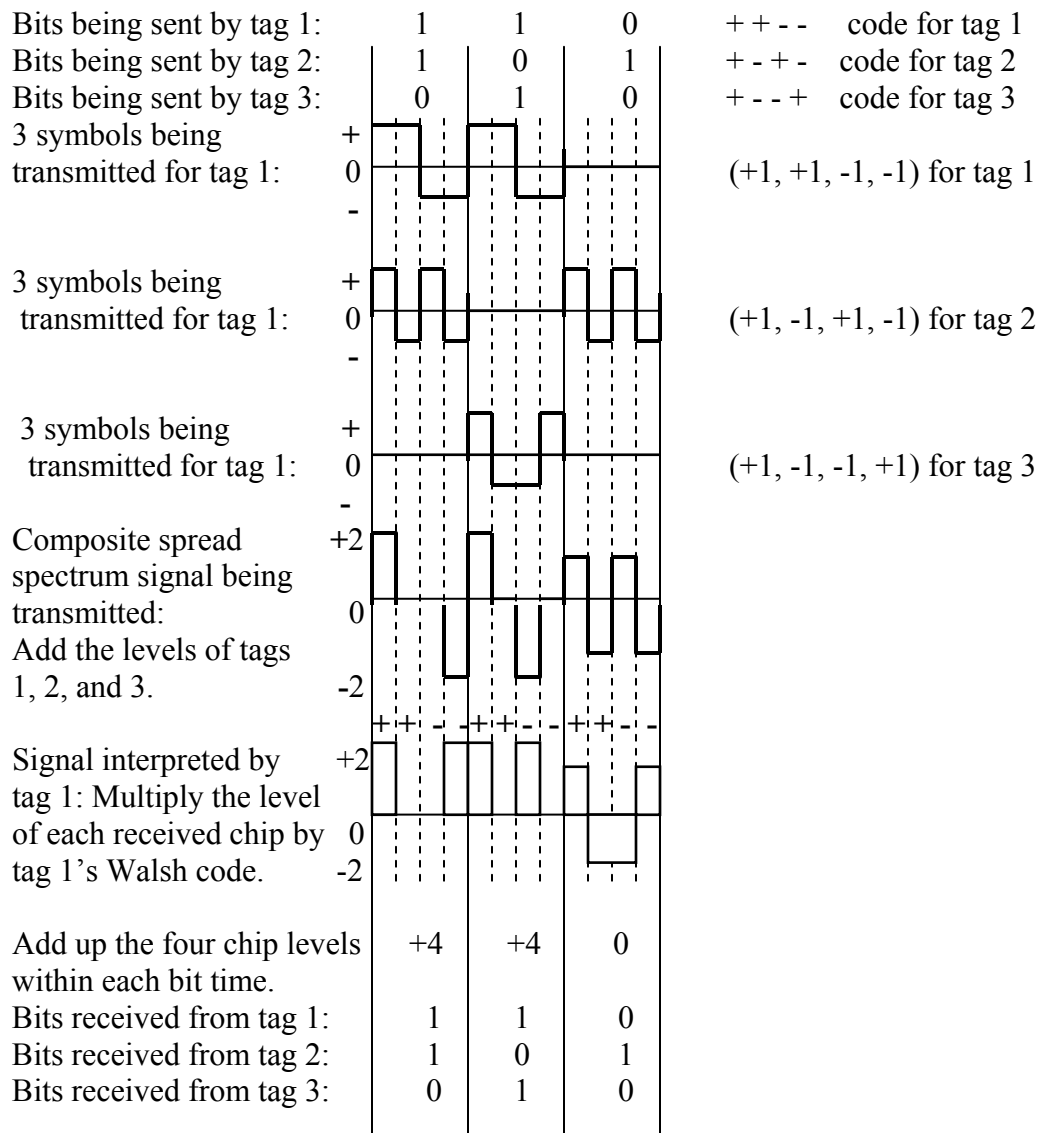 Bits being sent by tag 1: 1 1 0 + + - - code for tag 1
Bits being sent by tag 2: 1 0 1 + - + - code for tag 2
Bits being sent by tag 3: 0 1 0 + - - + code for tag 3
3 symbols being +
transmitted for tag 1: 0 (+1, +1, -1, -1) for tag 1
-
3 symbols being +
transmitted for tag 1: 0 (+1, -1, +1, -1) for tag 2
-
3 symbols being +
transmitted for tag 1: 0 (+1, -1, -1, +1) for tag 3
-
Composite spread +2
spectrum signal being
transmitted: 0
Add the levels of tags
1, 2, and 3. -2
+ + - - + + - - + + - -
Signal interpreted by +2
tag 1: Multiply the level
of each received chip by 0
tag 1’s Walsh code. -2
Add up the four chip levels +4 +4 0
within each bit time.
Bits received from tag 1: 1 1 0
Bits received from tag 2: 1 0 1
Bits received from tag 3: 0 1 0